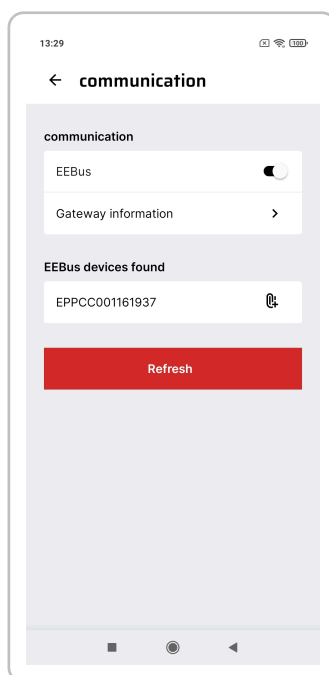 13:29
100
communication
communication
EEBus
Gateway information
EEBus devices found
EPPCC001161937
Refresh